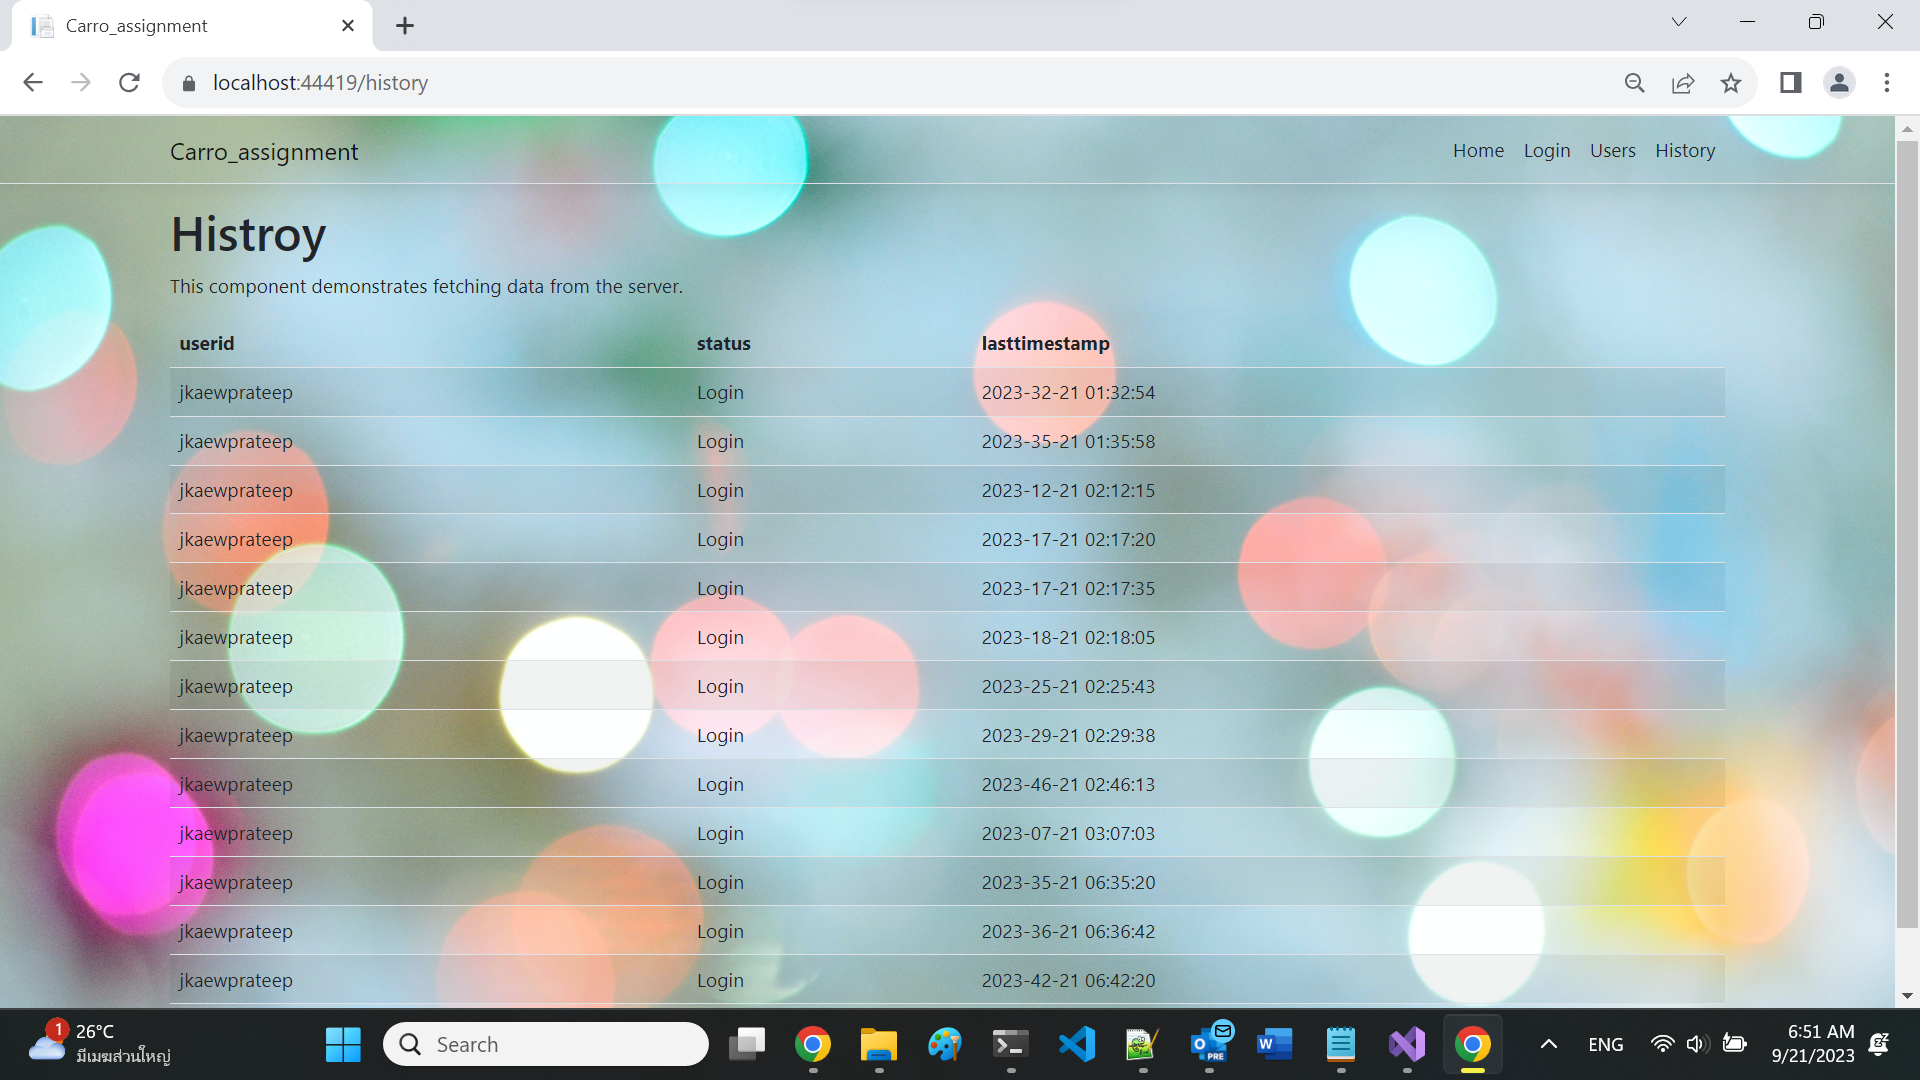 Carro_assignment
localhost:44419/history
Carro_assignment
Home Login Users History
Histroy
This component demonstrates fetching data from the server.
userid status lasttimestamp
jkaewprateep Login 2023-32-21 01:32:54
jkaewprateep Login 2023-35-21 01:35:58
jkaewprateep Login 2023-12-21 02:12:15
jkaewprateep Login 2023-17-21 02:17:20
jkaewprateep Login 2023-17-21 02:17:35
jkaewprateep Login 2023-18-21 02:18:05
jkaewprateep Login 2023-25-21 02:25:43
jkaewprateep Login 2023-29-21 02:29:38
jkaewprateep Login 2023-46-21 02:46:13
jkaewprateep Login 2023-07-21 03:07:03
jkaewprateep Login 2023-35-21 06:35:20
jkaewprateep Login 2023-36-21 06:36:42
jkaewprateep Login 2023-42-21 06:42:20
1 26°C
มีเมฆส่วนใหญ่
Search
PRE
W
ENG
6:51 AM
9/21/2023